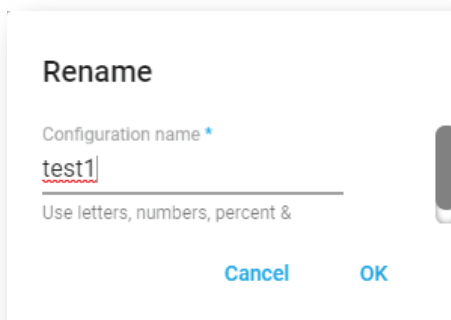 Rename
Configuration name *
test1
Use letters, numbers, percent &
Cancel OK